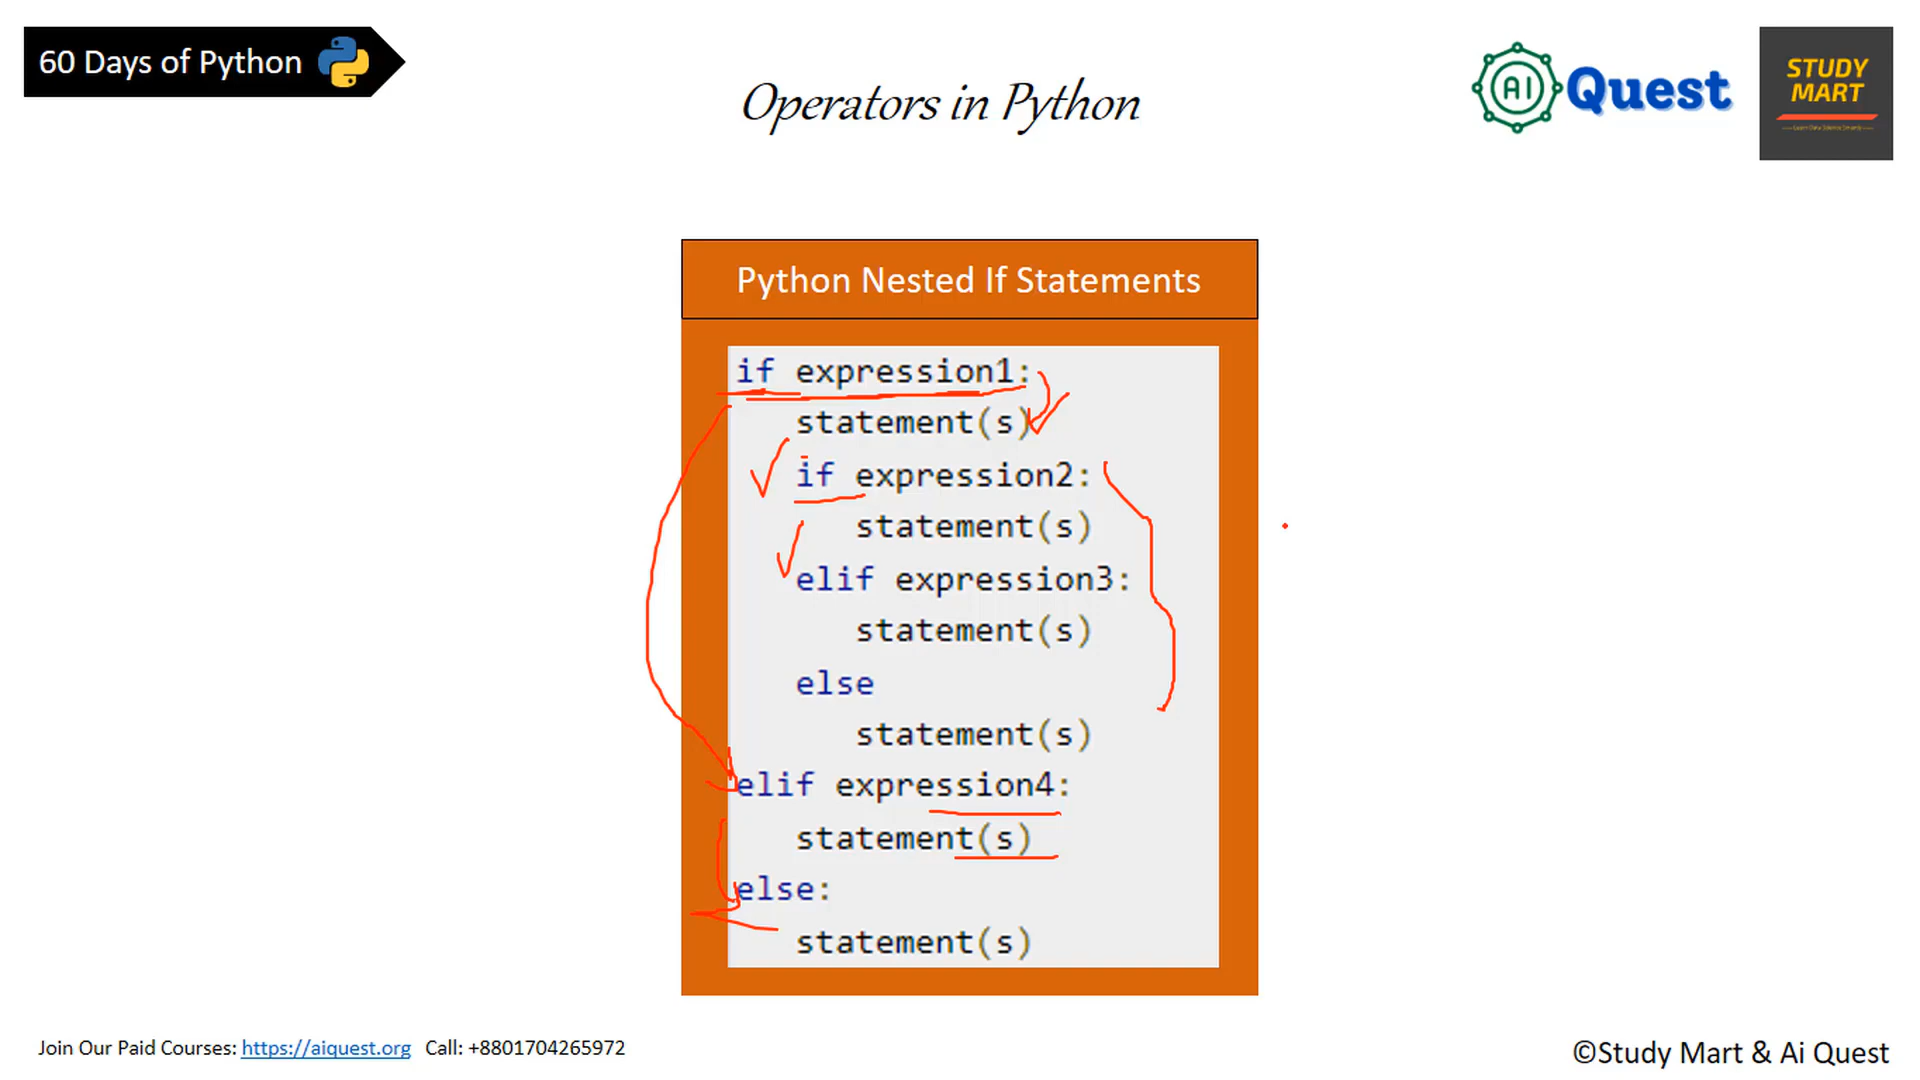 60 Days of Python
Operators in Python
AI Quest
STUDY
MART
Python Nested If Statements
if expression1:
statement(s)
if expression2:
statement(s)
elif expression3:
statement(s)
else
statement(s)
elif expression4:
statement(s)
else:
statement(s)
Join Our Paid Courses: https://aiquest.org Call: +8801704265972
©Study Mart & Ai Quest